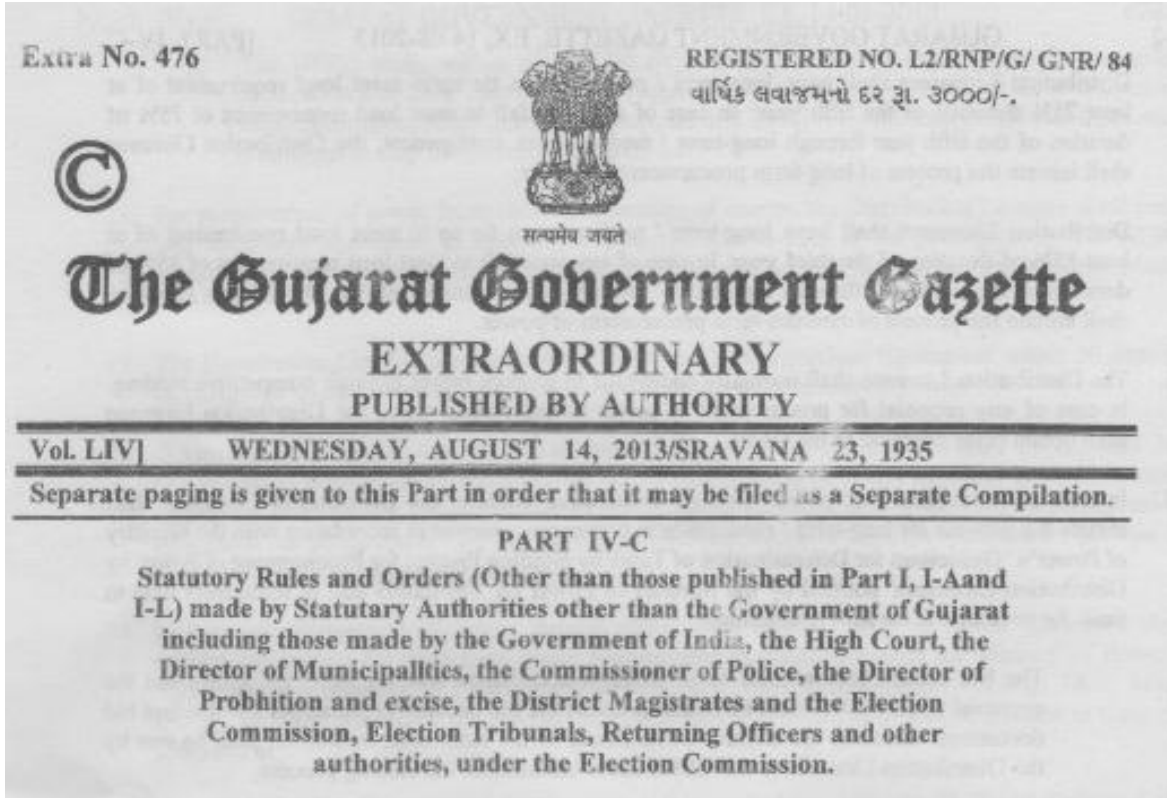 Extra No. 476
REGISTERED NO. L2/RNP/G/ GNR/ 84
વાર્ષિક લવાજમનો દર રૂા. ૩૦૦૦/-.
©
सत्यमेव जयते
The Gujarat Government Gazette
EXTRAORDINARY
PUBLISHED BY AUTHORITY
Vol. LIV] WEDNESDAY, AUGUST 14, 2013/SRAVANA 23, 1935
Separate paging is given to this Part in order that it may be filed as a Separate Compilation.
PART IV-C
Statutory Rules and Orders (Other than those published in Part I, I-Aand
I-L) made by Statutary Authorities other than the Government of Gujarat
including those made by the Government of India, the High Court, the
Director of Municipallties, the Commissioner of Police, the Director of
Probhition and excise, the District Magistrates and the Election
Commission, Election Tribunals, Returning Officers and other
authorities, under the Election Commission.